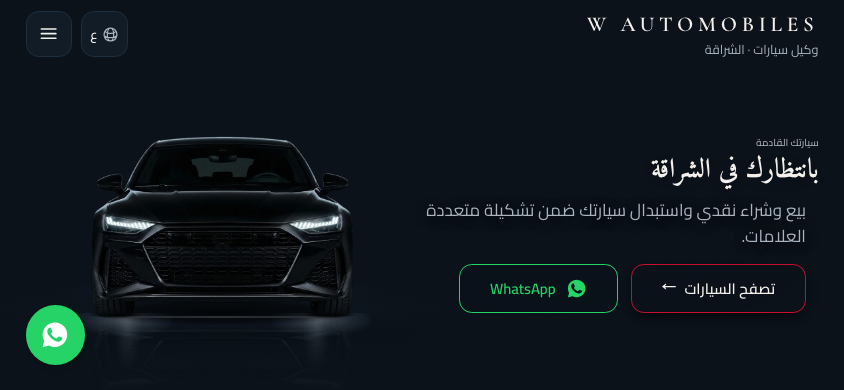 W AUTOMOBILES
وكيل سيارات · الشراقة
ع
سيارتك القادمة
بانتظارك في الشراقة
بيع وشراء نقدي واستبدال سيارتك ضمن تشكيلة متعددة
العلامات.
تصفح السيارات ←
WhatsApp